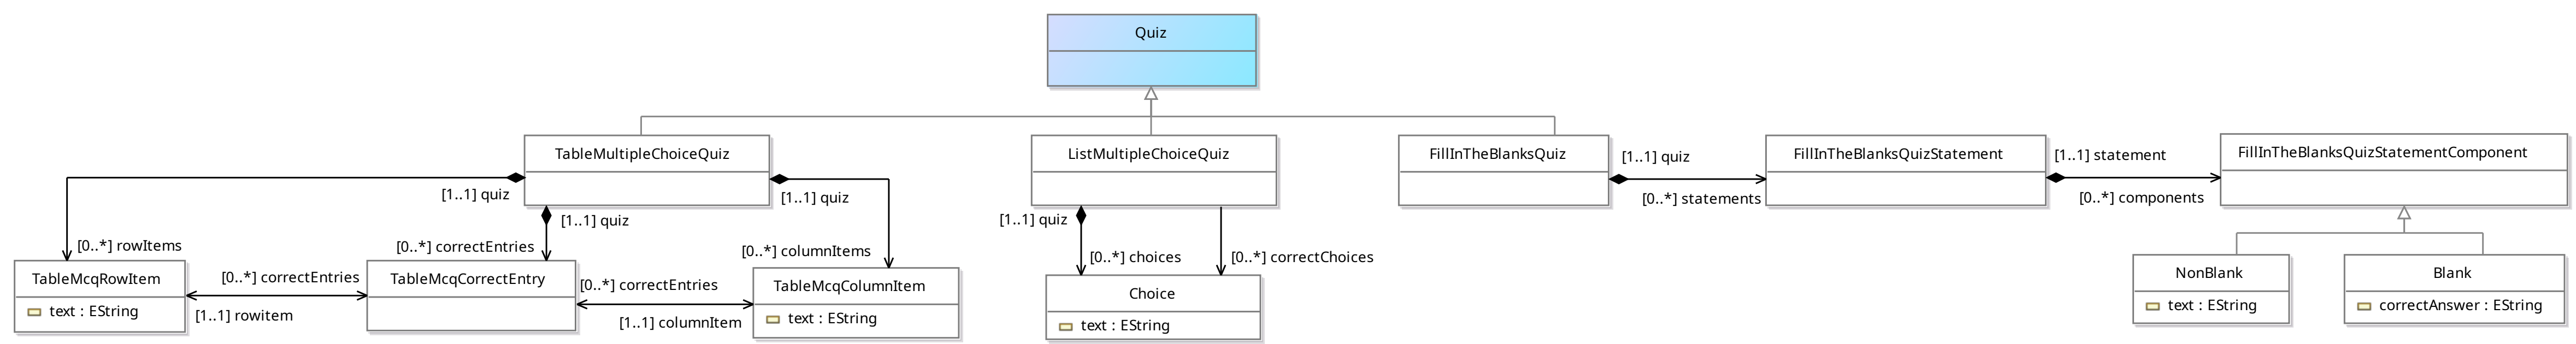 Quiz
TableMultipleChoiceQuiz
ListMultipleChoiceQuiz
FillInTheBlanksQuiz
[1..1] quiz
[0..*] statements
FillInTheBlanksQuizStatement
[1..1] statement
[0..*] components
FillInTheBlanksQuizStatementComponent
[1..1] quiz
[1..1] quiz
[1..1] quiz
[1..1] quiz
[0..*] rowItems
[0..*] correctEntries
[0..*] columnItems
[0..*] choices
[0..*] correctChoices
TableMcqRowItem
text : EString
[0..*] correctEntries
[1..1] rowitem
TableMcqCorrectEntry
[0..*] correctEntries
[1..1] columnItem
TableMcqColumnItem
text : EString
Choice
text : EString
NonBlank
text : EString
Blank
correctAnswer : EString